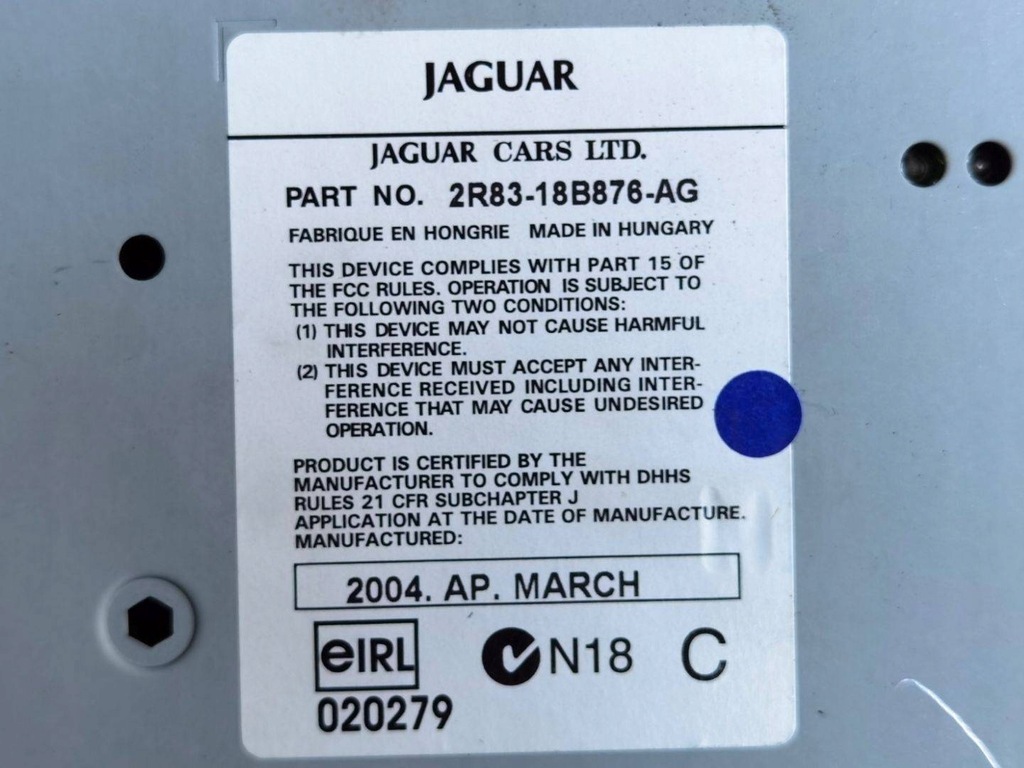 JAGUAR
JAGUAR CARS LTD.
PART NO. 2R83-18B876-AG
FABRIQUE EN HONGRIE MADE IN HUNGARY
THIS DEVICE COMPLIES WITH PART 15 OF
THE FCC RULES. OPERATION IS SUBJECT TO
THE FOLLOWING TWO CONDITIONS:
(1) THIS DEVICE MAY NOT CAUSE HARMFUL
INTERFERENCE.
(2) THIS DEVICE MUST ACCEPT ANY INTER-
FERENCE RECEIVED INCLUDING INTER-
FERENCE THAT MAY CAUSE UNDESIRED
OPERATION.
PRODUCT IS CERTIFIED BY THE
MANUFACTURER TO COMPLY WITH DHHS
RULES 21 CFR SUBCHAPTER J
APPLICATION AT THE DATE OF MANUFACTURE.
MANUFACTURED:
2004. AP. MARCH
eIRL N18 C
020279